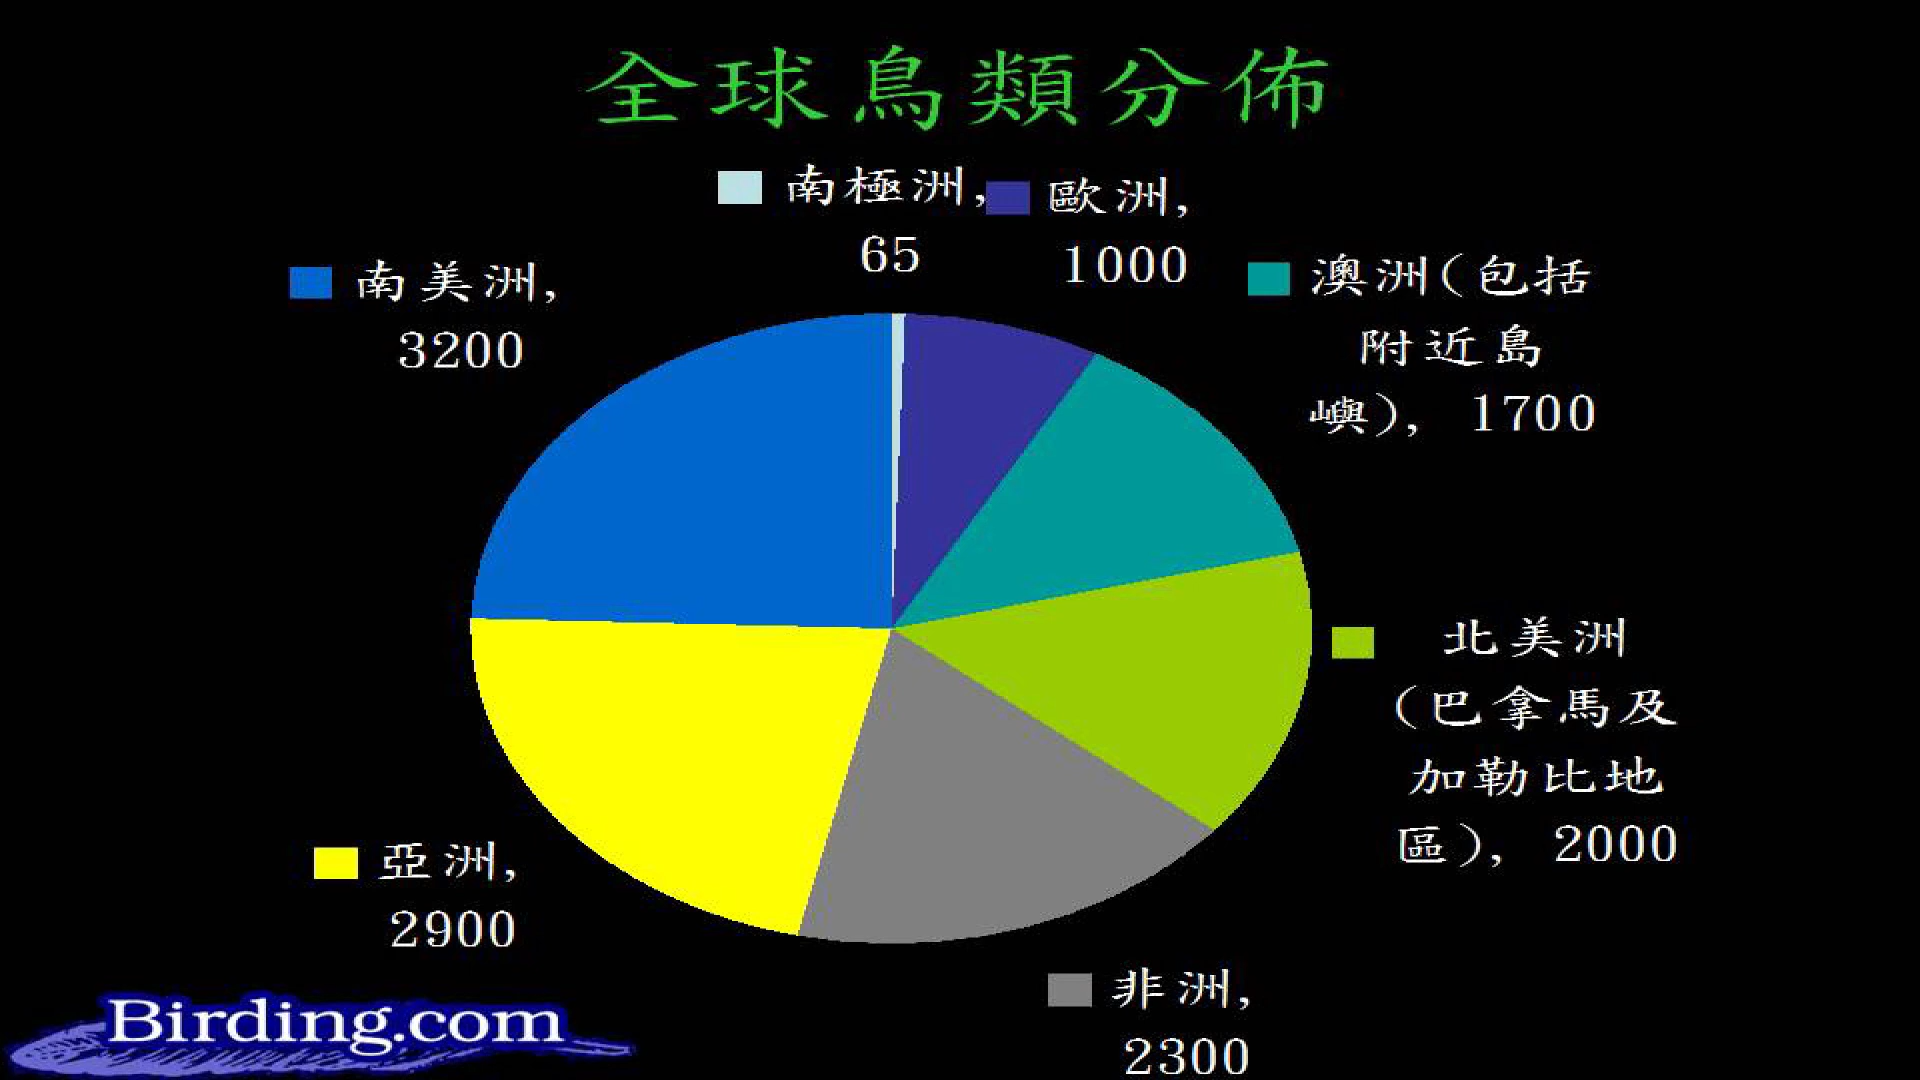 全球鳥類分佈
南極洲,
65
歐洲,
1000
澳洲(包括
附近島
嶼), 1700
北美洲
(巴拿馬及
加勒比地
區), 2000
非洲,
2300
亞洲,
2900
南美洲,
3200
Birding.com